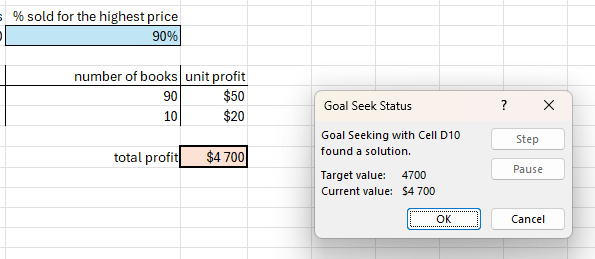 % sold for the highest price
90%
number of books unit profit
90 $50
10 $20
total profit $4 700
Goal Seek Status ? ×
Goal Seeking with Cell D10
found a solution.
Step
Pause
Target value: 4700
Current value: $4 700
OK Cancel